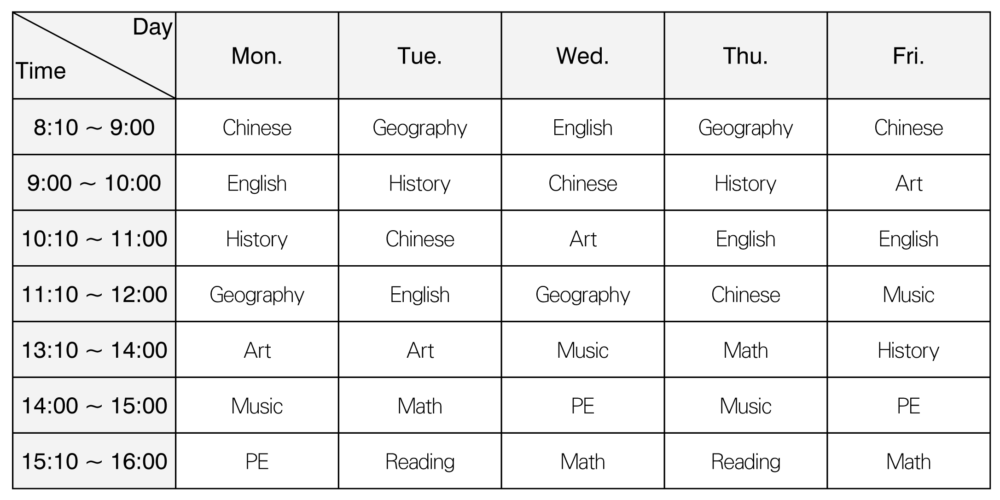 Day
Time
Mon. Tue. Wed. Thu. Fri.
8:10 ~ 9:00 Chinese Geography English Geography Chinese
9:00 ~ 10:00 English History Chinese History Art
10:10 ~ 11:00 History Chinese Art English English
11:10 ~ 12:00 Geography English Geography Chinese Music
13:10 ~ 14:00 Art Art Music Math History
14:00 ~ 15:00 Music Math PE Music PE
15:10 ~ 16:00 PE Reading Math Reading Math